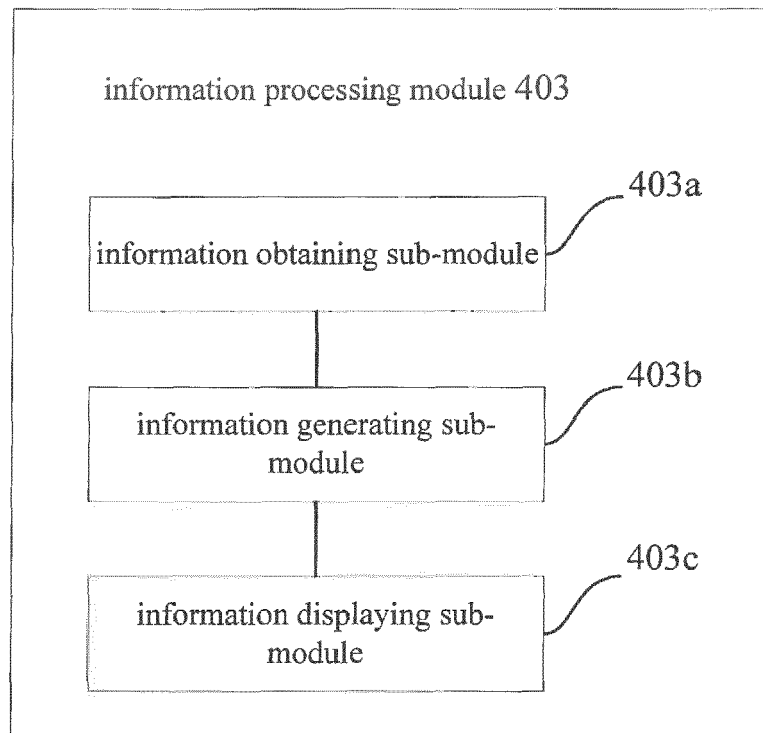 information processing module 403
403a
information obtaining sub-module
403b
information generating sub-
module
403c
information displaying sub-
module